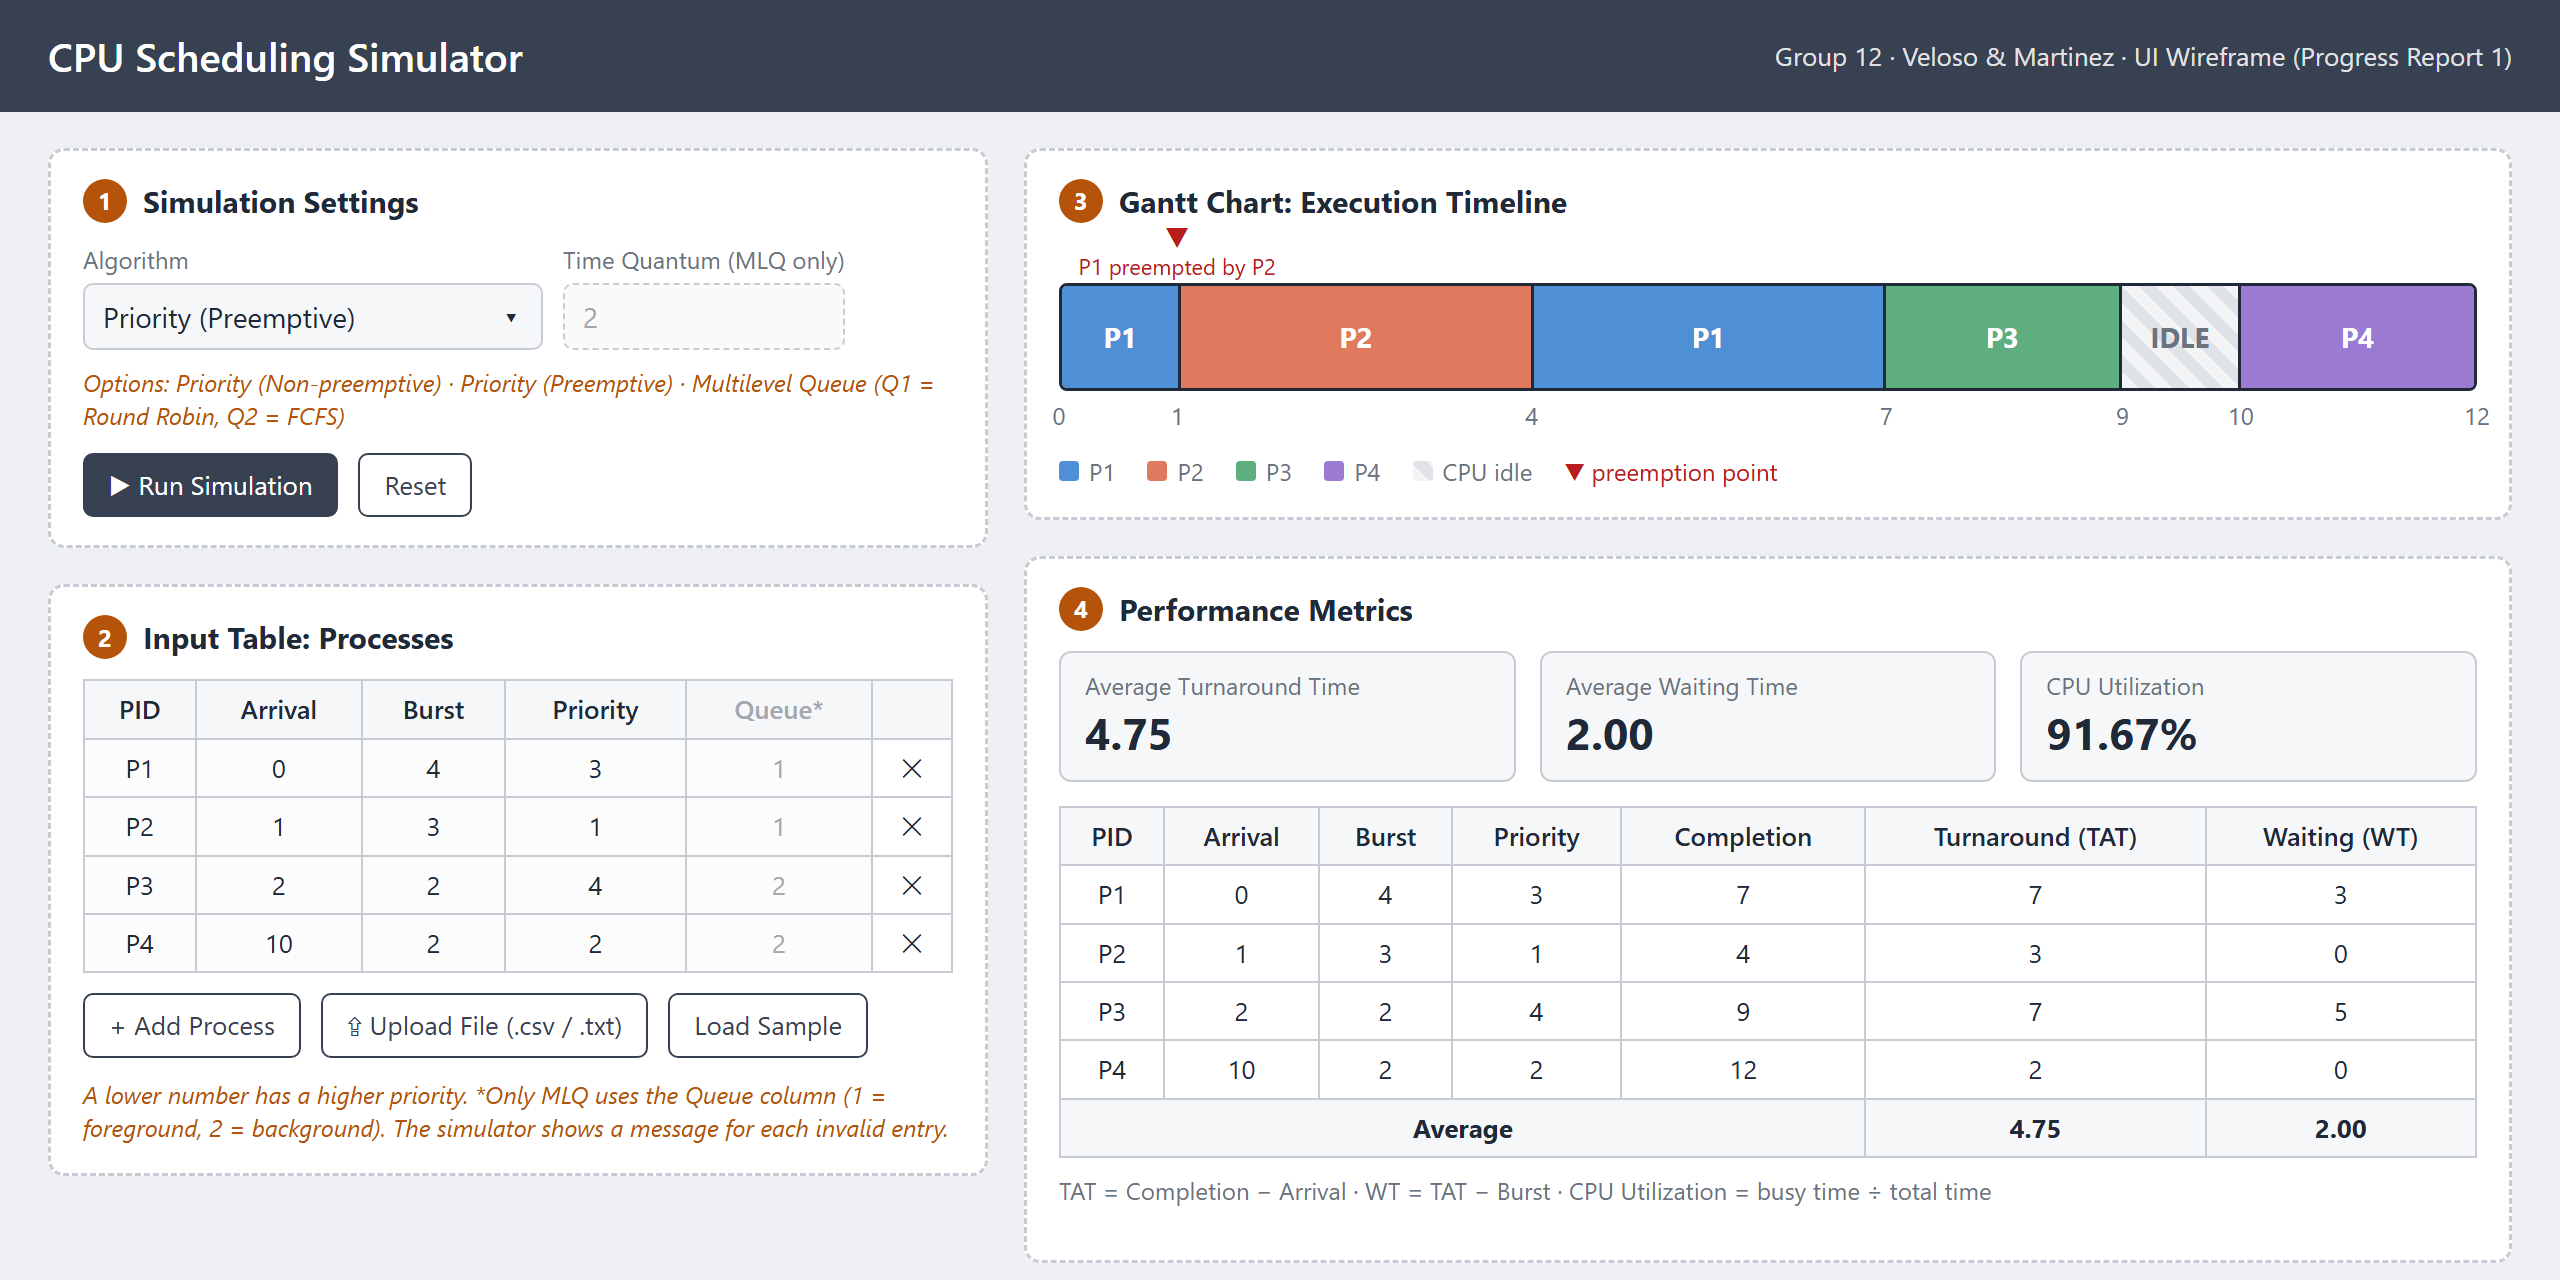 CPU Scheduling Simulator
Group 12 · Veloso & Martinez · UI Wireframe (Progress Report 1)
1 Simulation Settings
Algorithm
Time Quantum (MLQ only)
Priority (Preemptive) ▼
2
Options: Priority (Non-preemptive) · Priority (Preemptive) · Multilevel Queue (Q1 =
Round Robin, Q2 = FCFS)
▶ Run Simulation
Reset
2 Input Table: Processes
PID Arrival Burst Priority Queue*
P1 0 4 3 1 ×
P2 1 3 1 1 ×
P3 2 2 4 2 ×
P4 10 2 2 2 ×
+ Add Process
⇪ Upload File (.csv / .txt)
Load Sample
A lower number has a higher priority. *Only MLQ uses the Queue column (1 =
foreground, 2 = background). The simulator shows a message for each invalid entry.
3 Gantt Chart: Execution Timeline
▼
P1 preempted by P2
P1 P2 P1 P3 IDLE P4
0 1 4 7 9 10 12
P1 P2 P3 P4 CPU idle ▼ preemption point
4 Performance Metrics
Average Turnaround Time
4.75
Average Waiting Time
2.00
CPU Utilization
91.67%
PID Arrival Burst Priority Completion Turnaround (TAT) Waiting (WT)
P1 0 4 3 7 7 3
P2 1 3 1 4 3 0
P3 2 2 4 9 7 5
P4 10 2 2 12 2 0
Average 4.75 2.00
TAT = Completion − Arrival · WT = TAT − Burst · CPU Utilization = busy time ÷ total time